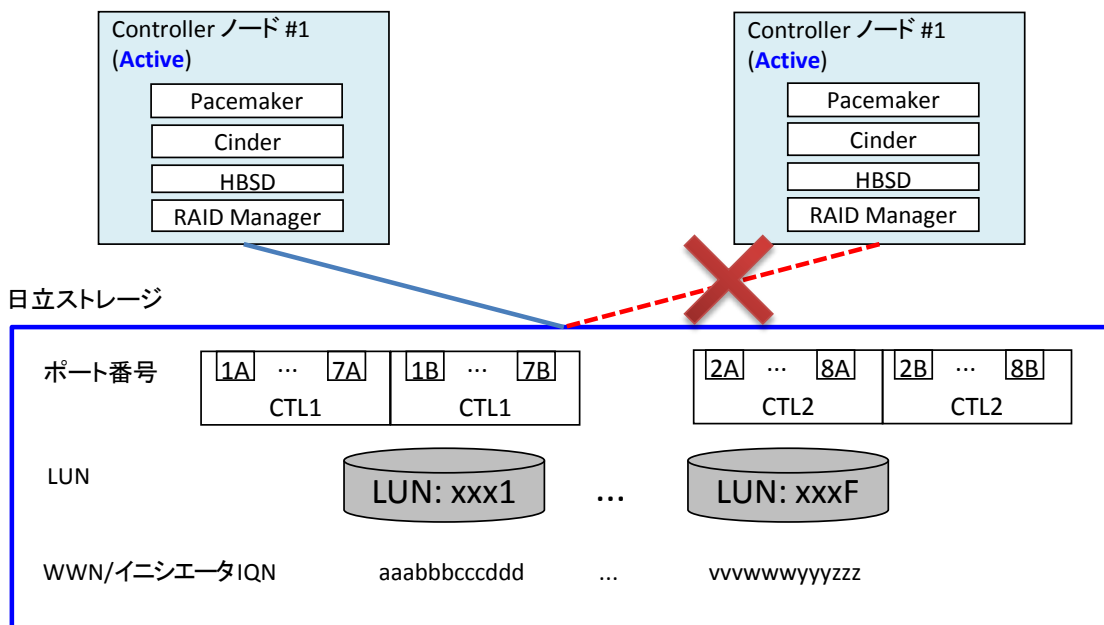 Controller ノード #1
(Active)
Pacemaker
Cinder
HBSD
RAID Manager
Controller ノード #1
(Active)
Pacemaker
Cinder
HBSD
RAID Manager
日立ストレージ
ポート番号
1A ... 7A 1B ... 7B 2A ... 8A 2B ... 8B
CTL1 CTL1 CTL2 CTL2
LUN
LUN: xxx1 ... LUN: xxxF
WWN/イニシエータIQN aaabbbcccddd ... vvvwwwyyyzzz